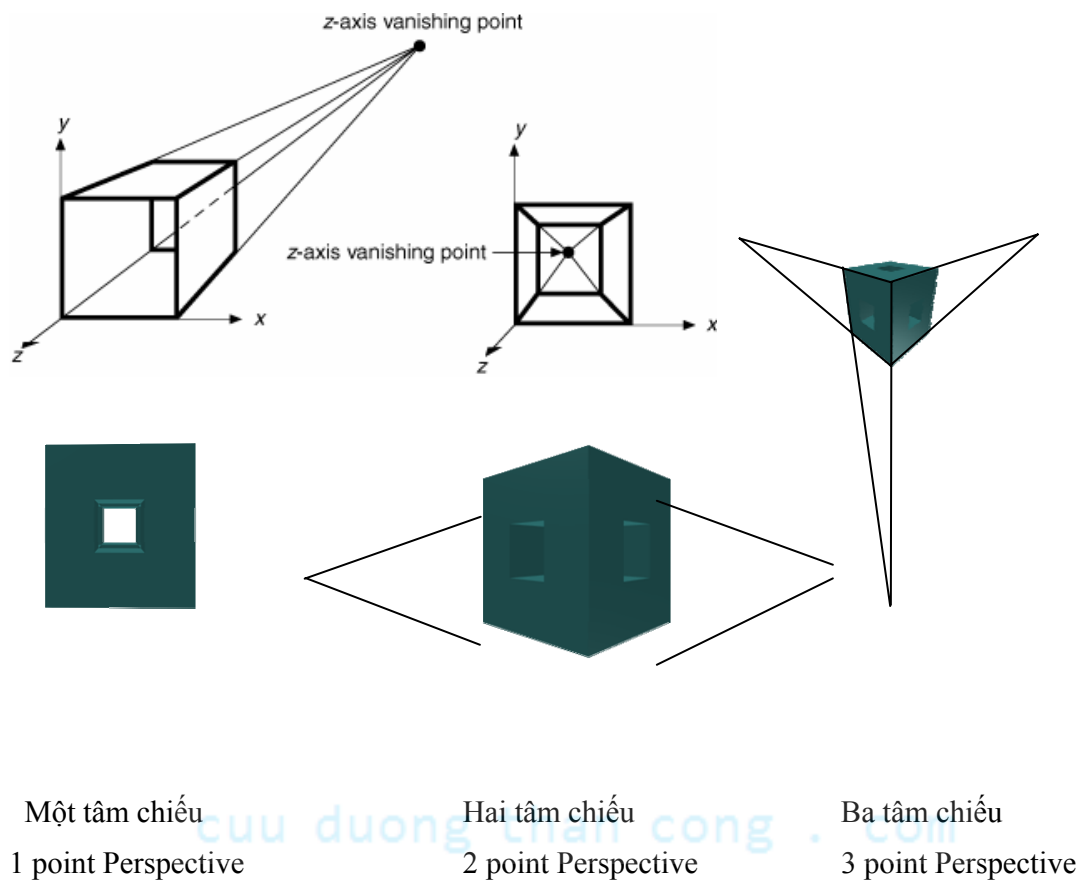 z-axis vanishing point
y
x
z
y
z-axis vanishing point
x
z
Một tâm chiếu
Hai tâm chiếu
Ba tâm chiếu
cuu duong than cong . com
1 point Perspective
2 point Perspective
3 point Perspective